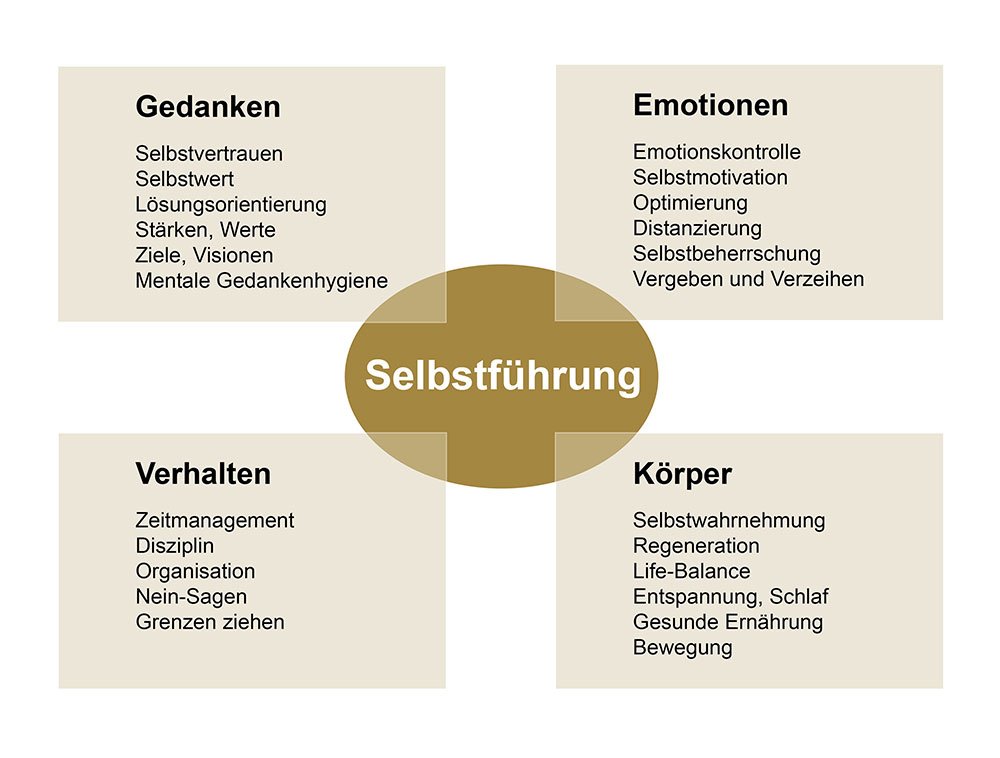 Gedanken
Selbstvertrauen
Selbstwert
Lösungsorientierung
Stärken, Werte
Ziele, Visionen
Mentale Gedankenhygiene
Emotionen
Emotionskontrolle
Selbstmotivation
Optimierung
Distanzierung
Selbstbeherrschung
Vergeben und Verzeihen
Selbstführung
Verhalten
Zeitmanagement
Disziplin
Organisation
Nein-Sagen
Grenzen ziehen
Körper
Selbstwahrnehmung
Regeneration
Life-Balance
Entspannung, Schlaf
Gesunde Ernährung
Bewegung